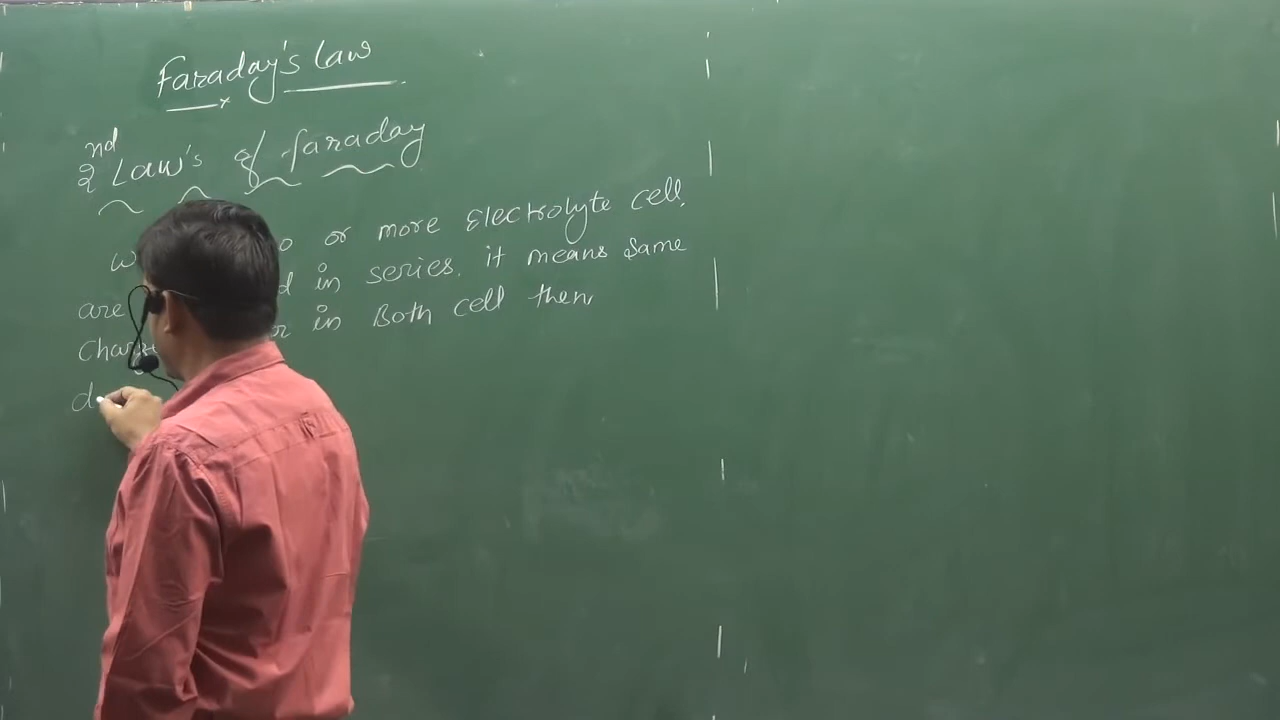 Faraday's Law
2nd Law's of faraday
or more Electrolyte cell,
are in series. it means Same
in Both cell then,